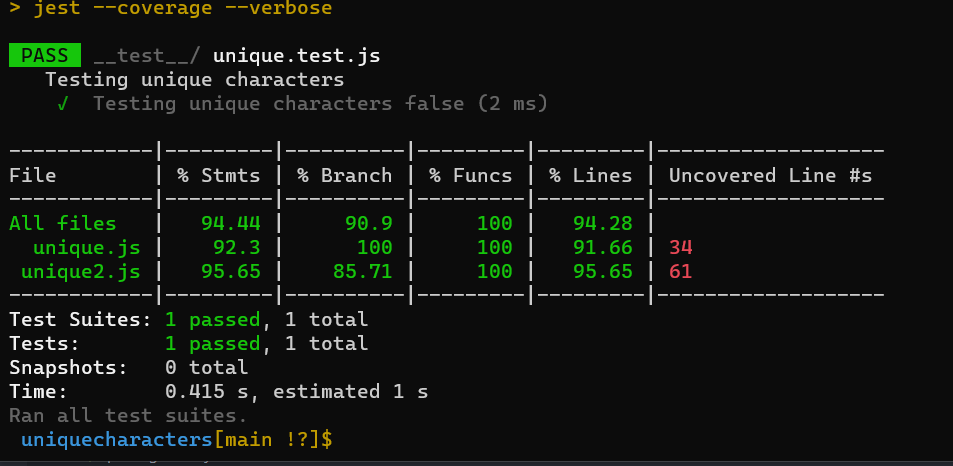 > jest --coverage --verbose
PASS __test__/ unique.test.js
Testing unique characters
√ Testing unique characters false (2 ms)
------------|---------|----------|---------|---------|-------------------
File | % Stmts | % Branch | % Funcs | % Lines | Uncovered Line #s
------------|---------|----------|---------|---------|-------------------
All files | 94.44 | 90.9 | 100 | 94.28 |
unique.js | 92.3 | 100 | 100 | 91.66 | 34
unique2.js | 95.65 | 85.71 | 100 | 95.65 | 61
------------|---------|----------|---------|---------|-------------------
Test Suites: 1 passed, 1 total
Tests: 1 passed, 1 total
Snapshots: 0 total
Time: 0.415 s, estimated 1 s
Ran all test suites.
uniquecharacters[main !?]$